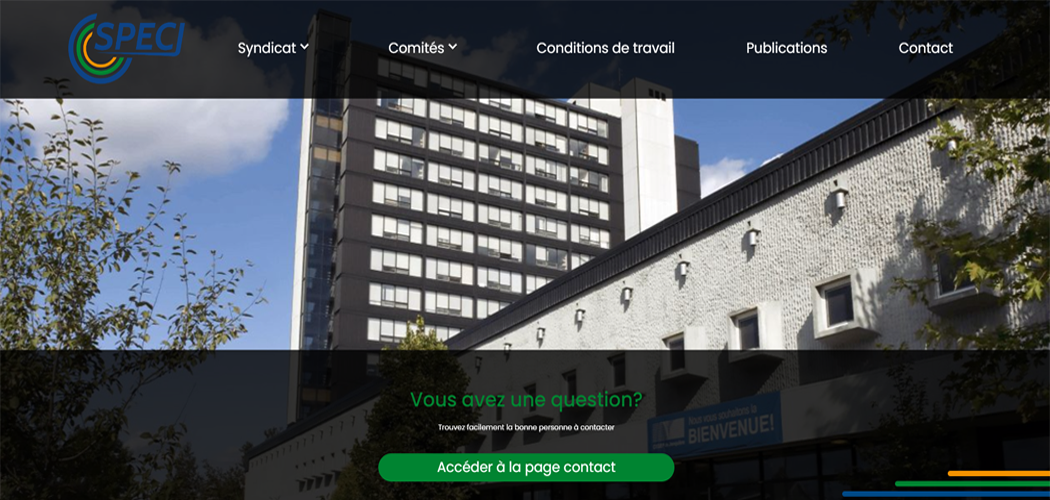 SPECJ
Syndicat
Comités
Conditions de travail
Publications
Contact
Vous avez une question?
Trouvez facilement la bonne personne à contacter
Nous vous souhaitons la
BIENVENUE!
Accéder à la page contact